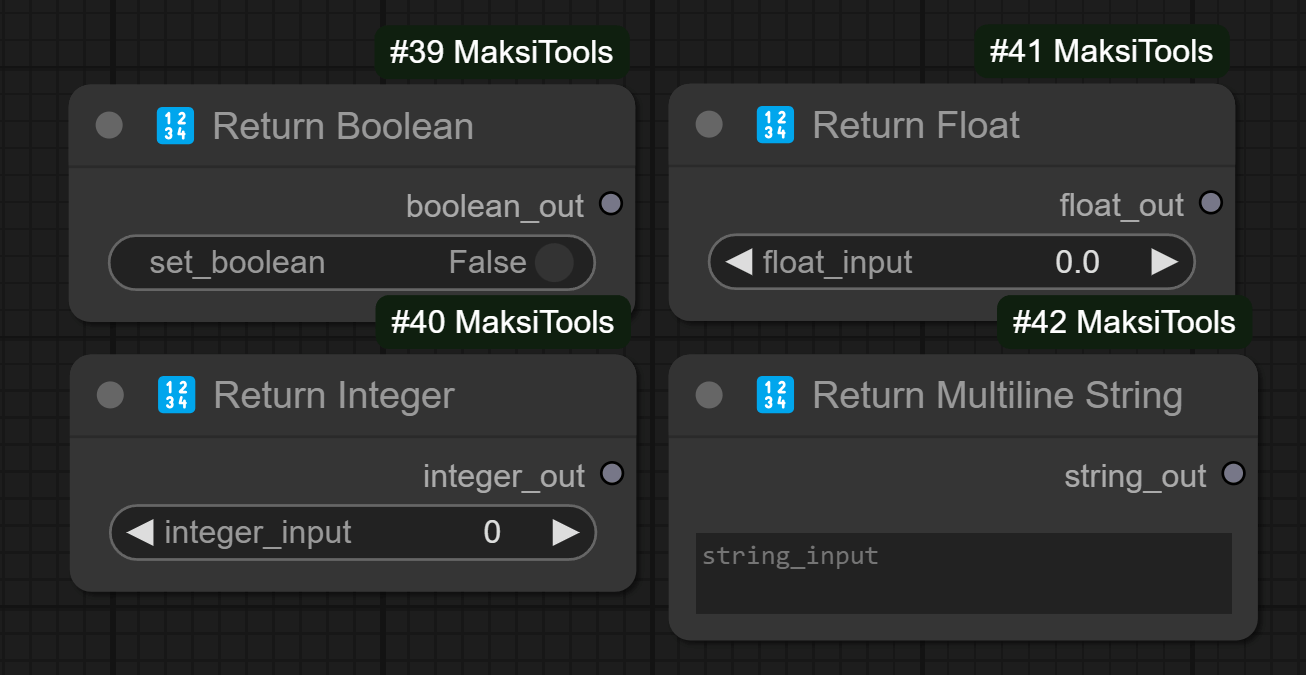 #39 MaksiTools
🔢 Return Boolean
boolean_out
set_boolean False
#41 MaksiTools
🔢 Return Float
float_out
float_input 0.0
#40 MaksiTools
🔢 Return Integer
integer_out
integer_input 0
#42 MaksiTools
🔢 Return Multiline String
string_out
string_input